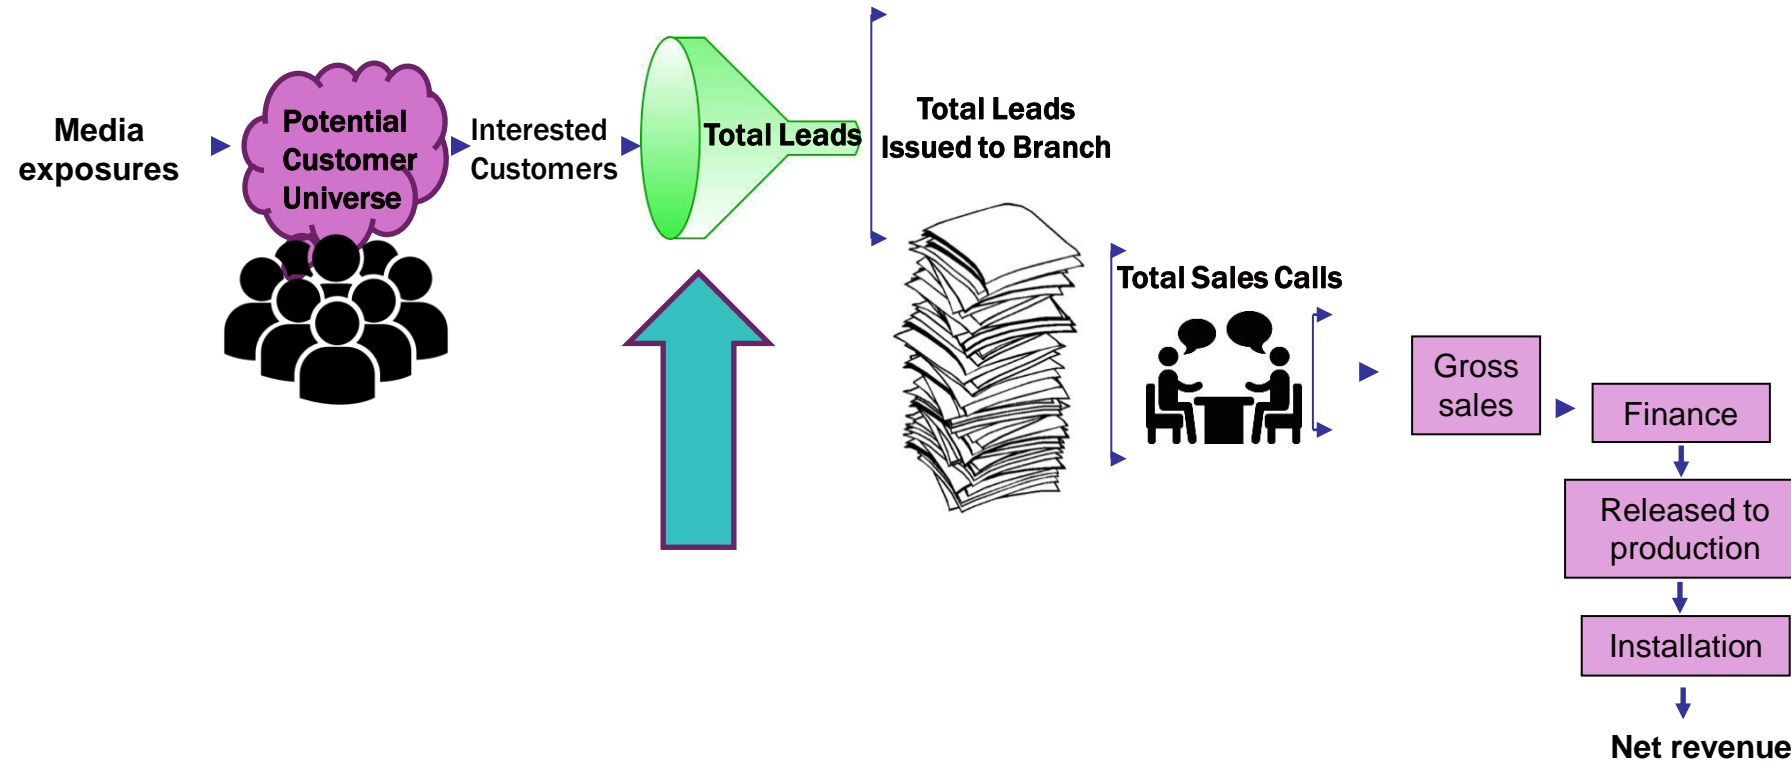 Media
exposures
Potential
Customer
Universe
Interested
Customers
Total Leads
Total Leads
Issued to Branch
Total Sales Calls
Gross
sales
Finance
Released to
production
Installation
Net revenue